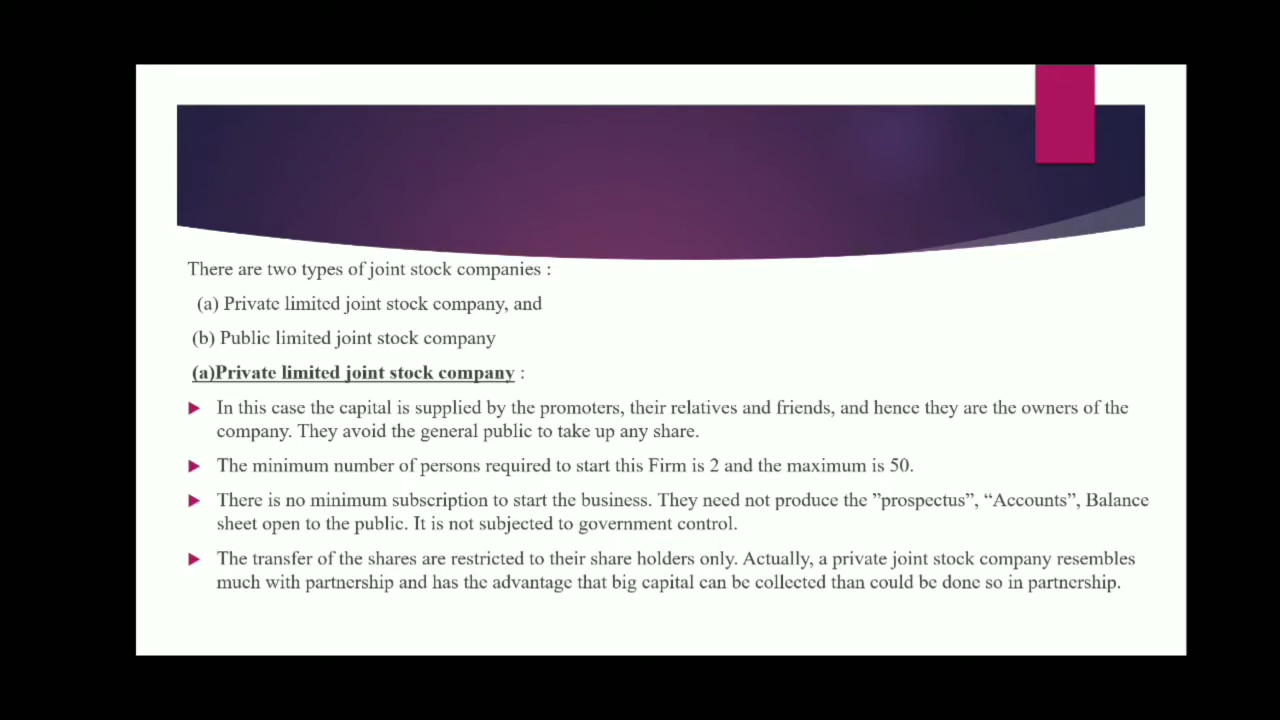 There are two types of joint stock companies :
(a) Private limited joint stock company, and
(b) Public limited joint stock company
(a)Private limited joint stock company :
In this case the capital is supplied by the promoters, their relatives and friends, and hence they are the owners of the
company. They avoid the general public to take up any share.
The minimum number of persons required to start this Firm is 2 and the maximum is 50.
There is no minimum subscription to start the business. They need not produce the ”prospectus”, “Accounts”, Balance
sheet open to the public. It is not subjected to government control.
The transfer of the shares are restricted to their share holders only. Actually, a private joint stock company resembles
much with partnership and has the advantage that big capital can be collected than could be done so in partnership.